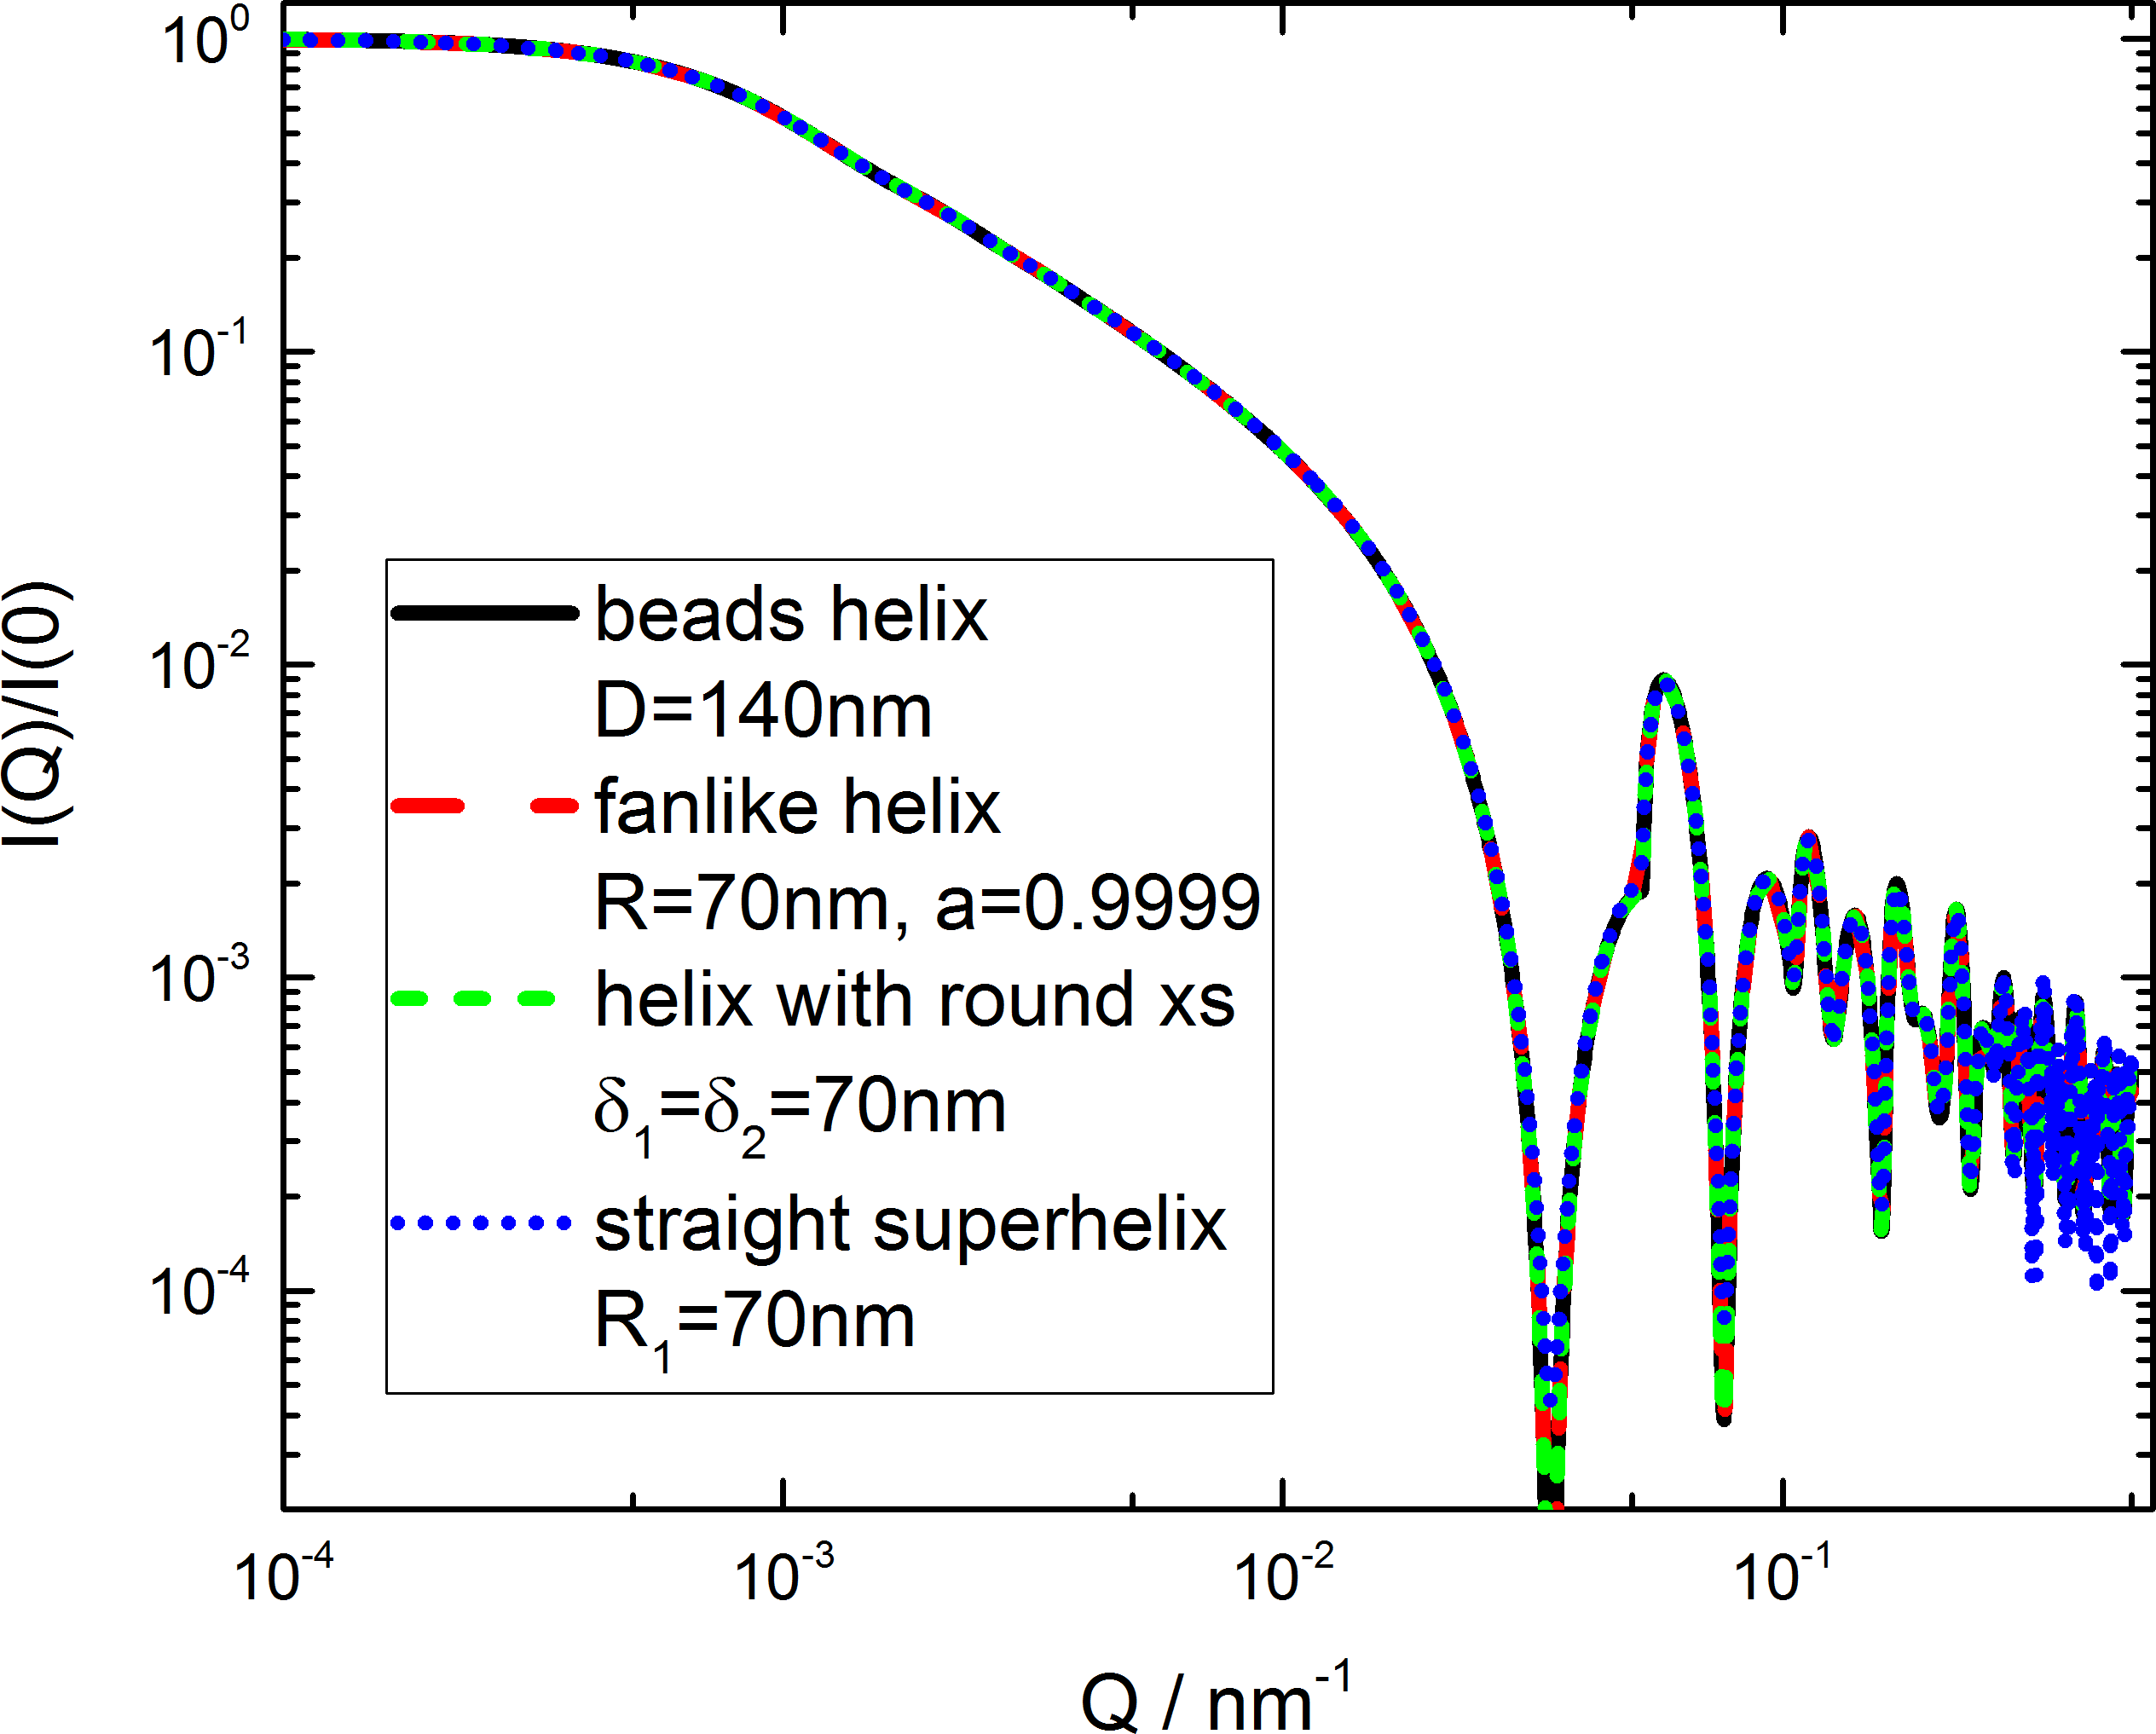 10⁰
10⁻¹
10⁻²
10⁻³
10⁻⁴
I(Q)/I(0)
beads helix
D=140nm
fanlike helix
R=70nm, a=0.9999
helix with round xs
δ₁=δ₂=70nm
straight superhelix
R₁=70nm
10⁻⁴ 10⁻³ 10⁻² 10⁻¹
Q / nm⁻¹